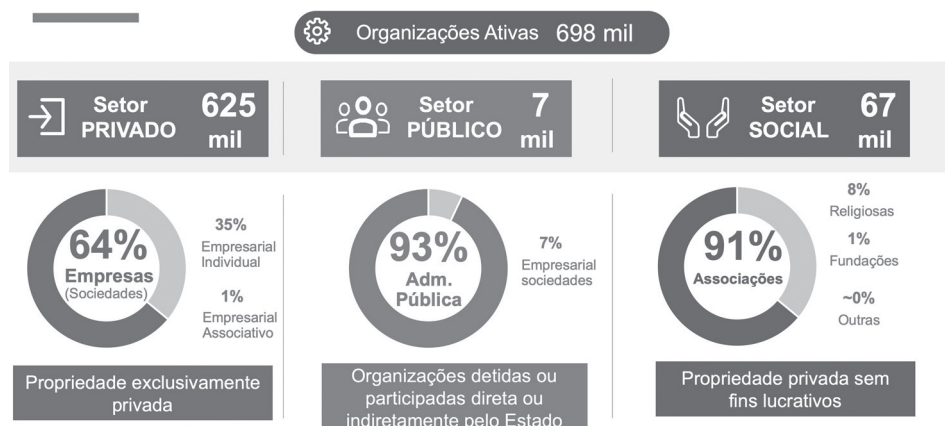 Organizações Ativas 698 mil
Setor
PRIVADO
625
mil
Setor
PÚBLICO
7
mil
Setor
SOCIAL
67
mil
64%
Empresas
(Sociedades)
35%
Empresarial
Individual
1%
Empresarial
Associativo
93%
Adm.
Pública
7%
Empresarial
sociedades
91%
Associações
8%
Religiosas
1%
Fundações
~0%
Outras
Propriedade exclusivamente
privada
Organizações detidas ou
participadas direta ou
indiretamente pelo Estado
Propriedade privada sem
fins lucrativos